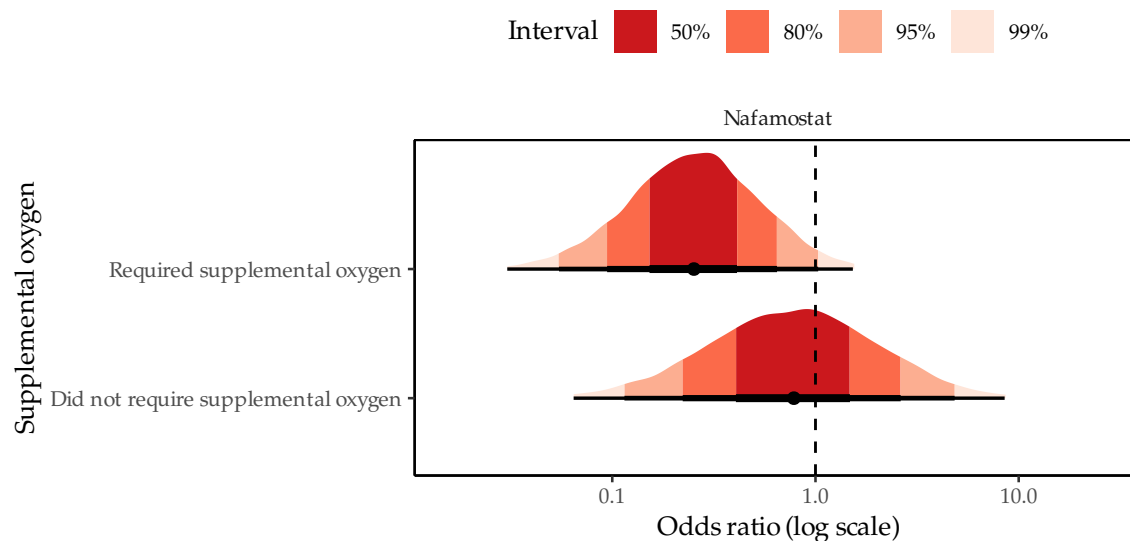 Interval 50% 80% 95% 99%
Nafamostat
Supplemental oxygen
Required supplemental oxygen
Did not require supplemental oxygen
0.1 1.0 10.0
Odds ratio (log scale)